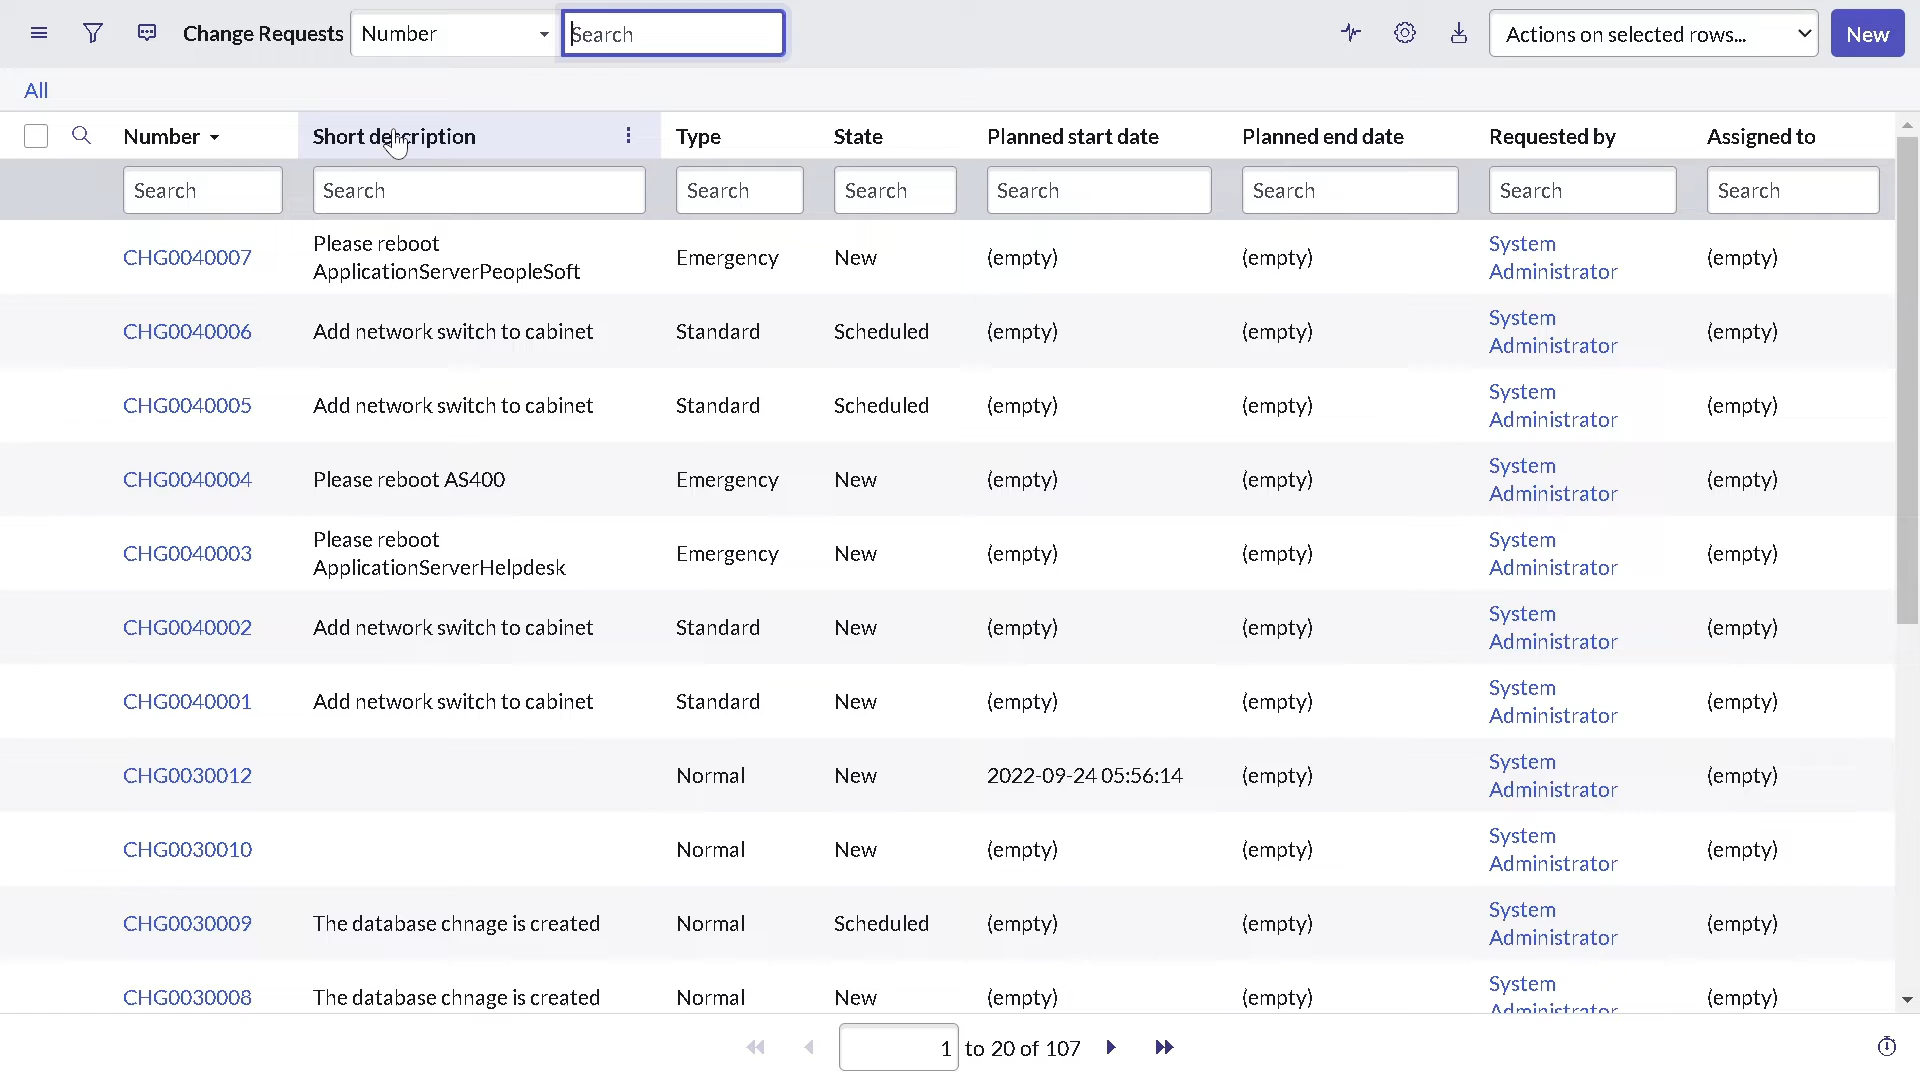 Change Requests Number Search Actions on selected rows... New
All
Number Short description Type State Planned start date Planned end date Requested by Assigned to
Search Search Search Search Search Search Search Search
CHG0040007 Please reboot ApplicationServerPeopleSoft Emergency New (empty) (empty) System Administrator (empty)
CHG0040006 Add network switch to cabinet Standard Scheduled (empty) (empty) System Administrator (empty)
CHG0040005 Add network switch to cabinet Standard Scheduled (empty) (empty) System Administrator (empty)
CHG0040004 Please reboot AS400 Emergency New (empty) (empty) System Administrator (empty)
CHG0040003 Please reboot ApplicationServerHelpdesk Emergency New (empty) (empty) System Administrator (empty)
CHG0040002 Add network switch to cabinet Standard New (empty) (empty) System Administrator (empty)
CHG0040001 Add network switch to cabinet Standard New (empty) (empty) System Administrator (empty)
CHG0030012 Normal New 2022-09-24 05:56:14 (empty) System Administrator (empty)
CHG0030010 Normal New (empty) (empty) System Administrator (empty)
CHG0030009 The database chnage is created Normal Scheduled (empty) (empty) System Administrator (empty)
CHG0030008 The database chnage is created Normal New (empty) (empty) System Administrator (empty)
1 to 20 of 107